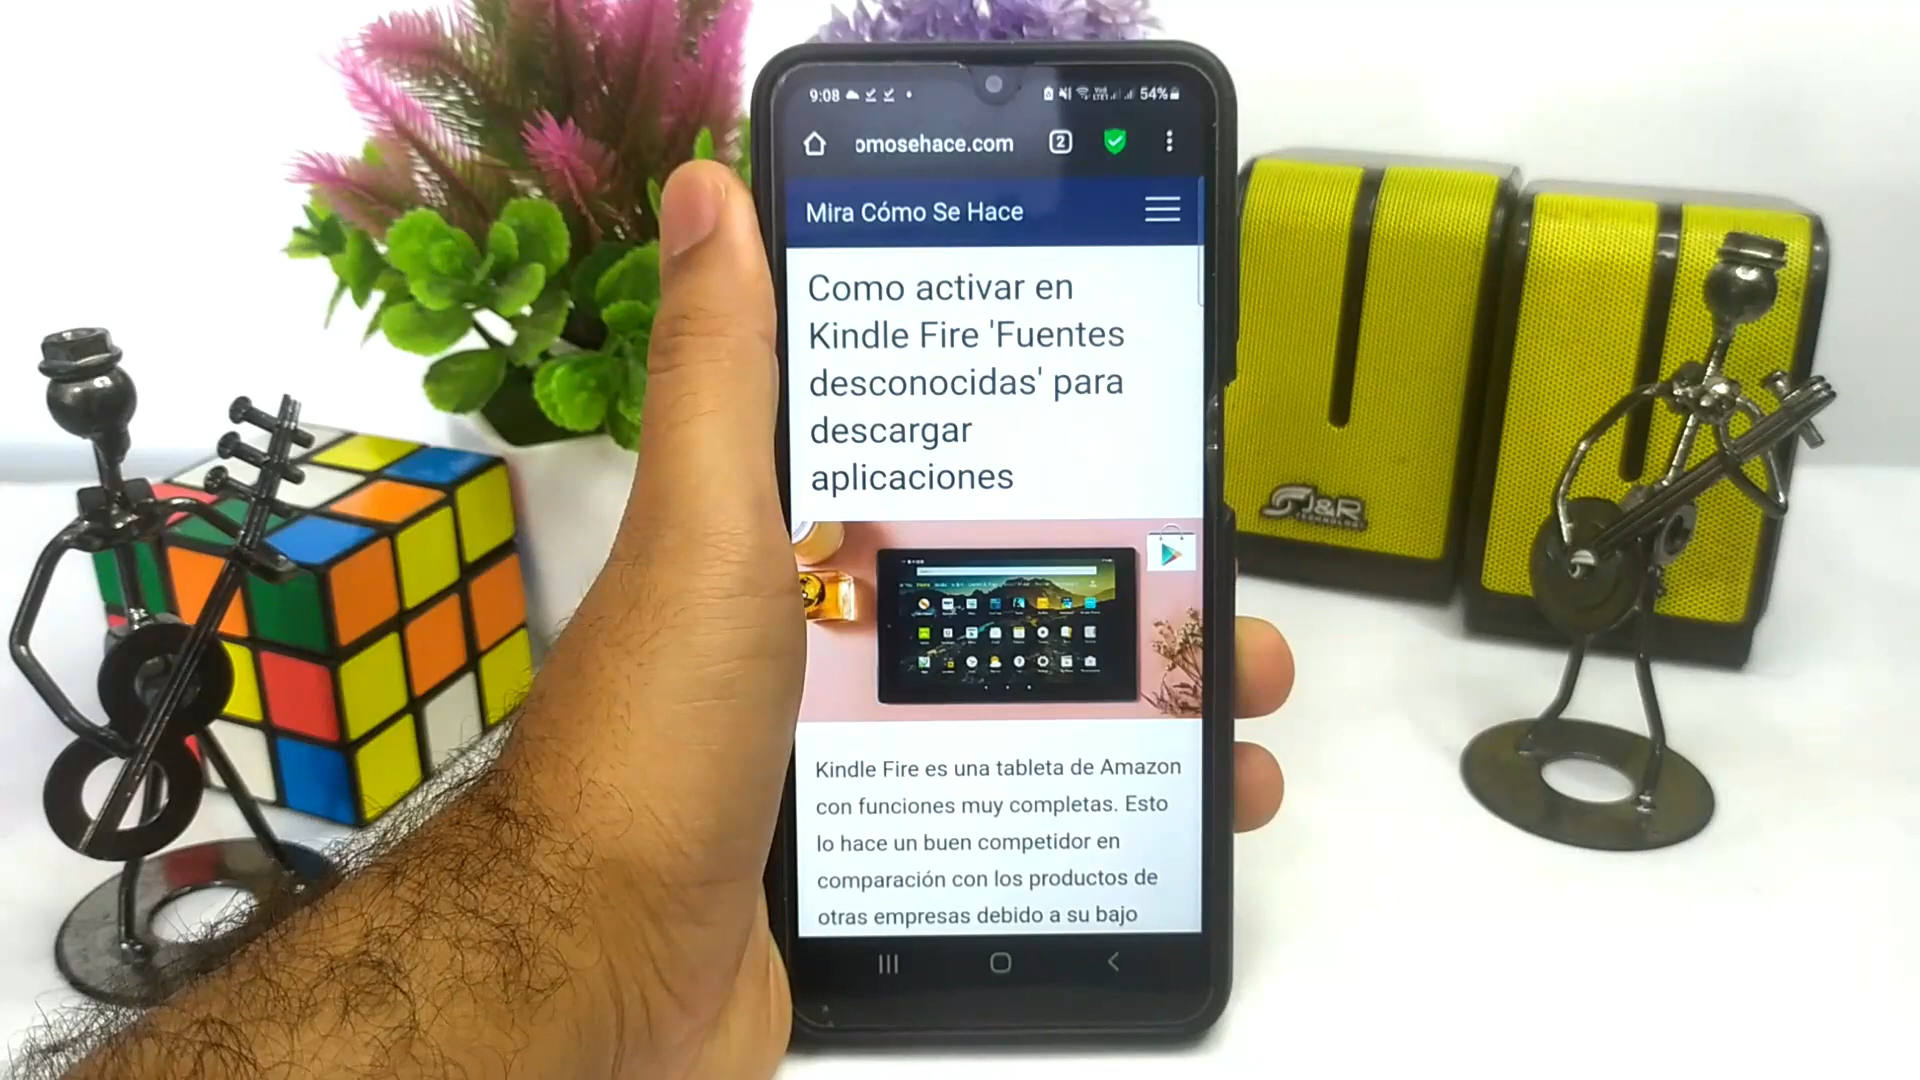 9:08
54%
omosehace.com
2
Mira Cómo Se Hace
Como activar en
Kindle Fire 'Fuentes
desconocidas' para
descargar
aplicaciones
Kindle Fire es una tableta de Amazon
con funciones muy completas. Esto
lo hace un buen competidor en
comparación con los productos de
otras empresas debido a su bajo
J&R
TECHNOLOGY